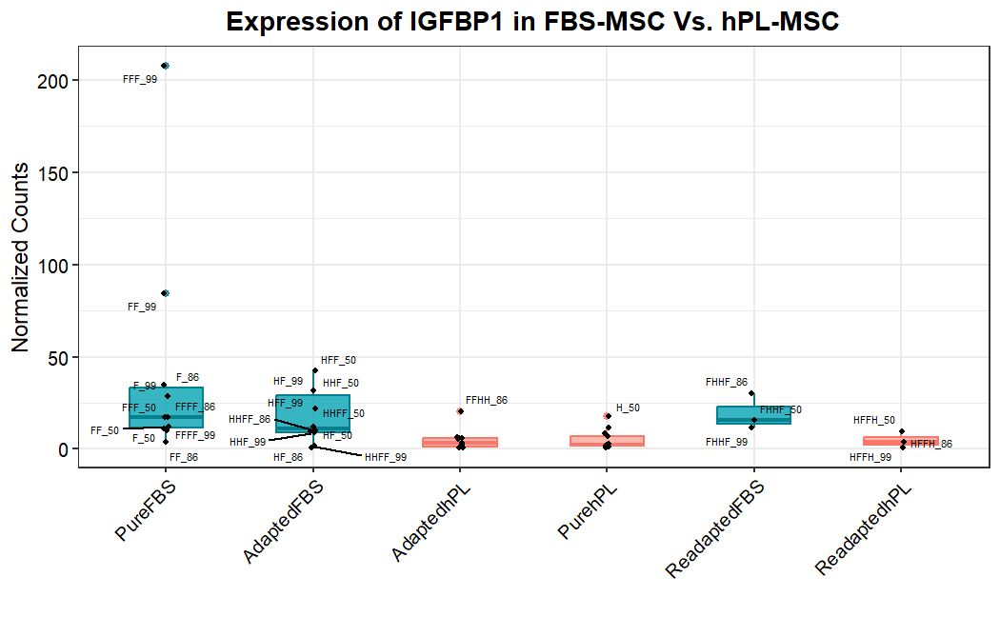 Expression of IGFBP1 in FBS-MSC Vs. hPL-MSC
Normalized Counts
200
150
100
50
0
FFF_99
FF_99
F_86
F_99
FFF_50
FFFF_86
FF_50
F_50
FFFF_99
FF_86
HFF_50
HF_99
HHF_50
HFF_99
HHFF_50
HHFF_86
HF_50
HHF_99
HF_86
HHFF_99
FFHH_86
H_50
FHHF_86
FHHF_50
FHHF_99
HFFH_50
HFFH_86
HFFH_99
PureFBS
AdaptedFBS
AdaptedhPL
PurehPL
ReadaptedFBS
ReadaptedhPL